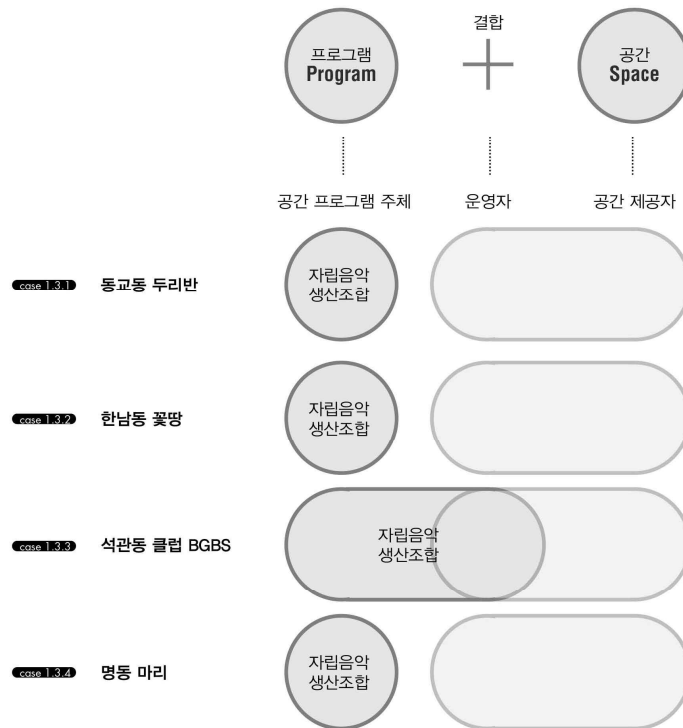 결합
프로그램
Program
공간
Space
공간 프로그램 주체 운영자 공간 제공자
case 1.3.1 동교동 두리반
자립음악
생산조합
case 1.3.2 한남동 꽃땅
자립음악
생산조합
case 1.3.3 석관동 클럽 BGBS
자립음악
생산조합
case 1.3.4 명동 마리
자립음악
생산조합